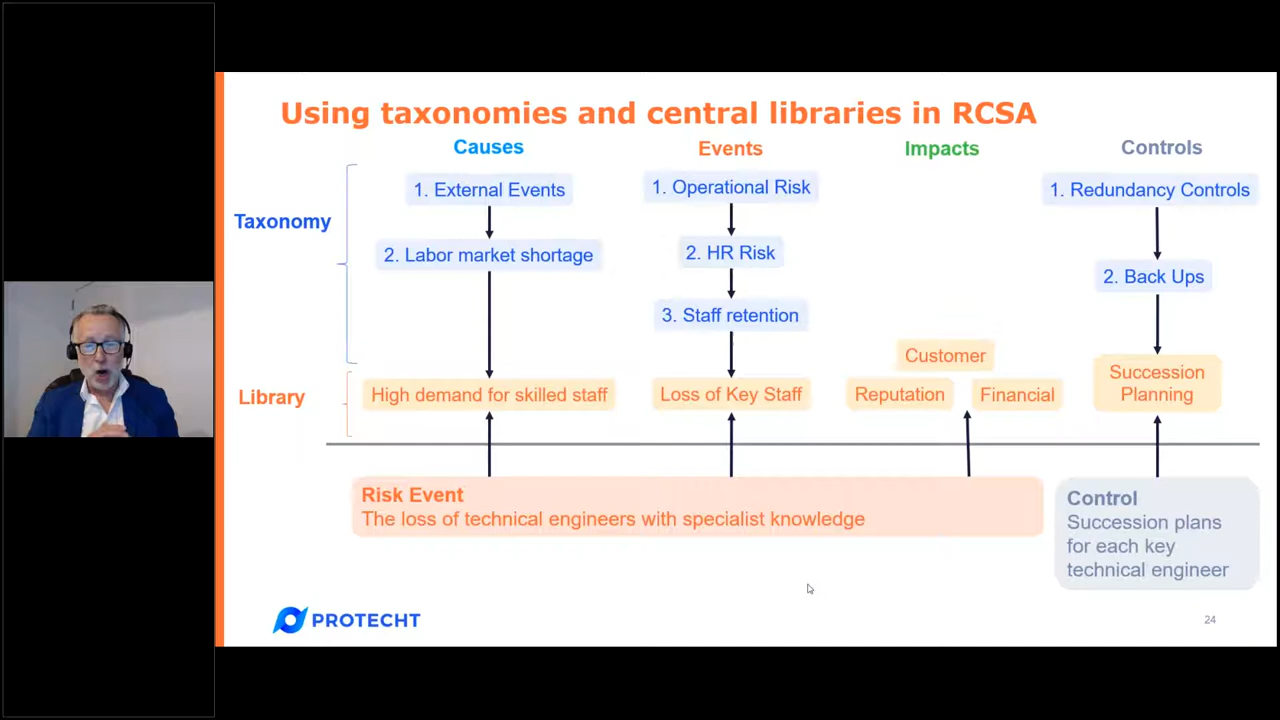 Using taxonomies and central libraries in RCSA
Causes
Events
Impacts
Controls
Taxonomy
1. External Events
1. Operational Risk
1. Redundancy Controls
2. Labor market shortage
2. HR Risk
2. Back Ups
3. Staff retention
Library
High demand for skilled staff
Loss of Key Staff
Customer
Reputation
Financial
Succession
Planning
Risk Event
The loss of technical engineers with specialist knowledge
Control
Succession plans
for each key
technical engineer
PROTECHT
24